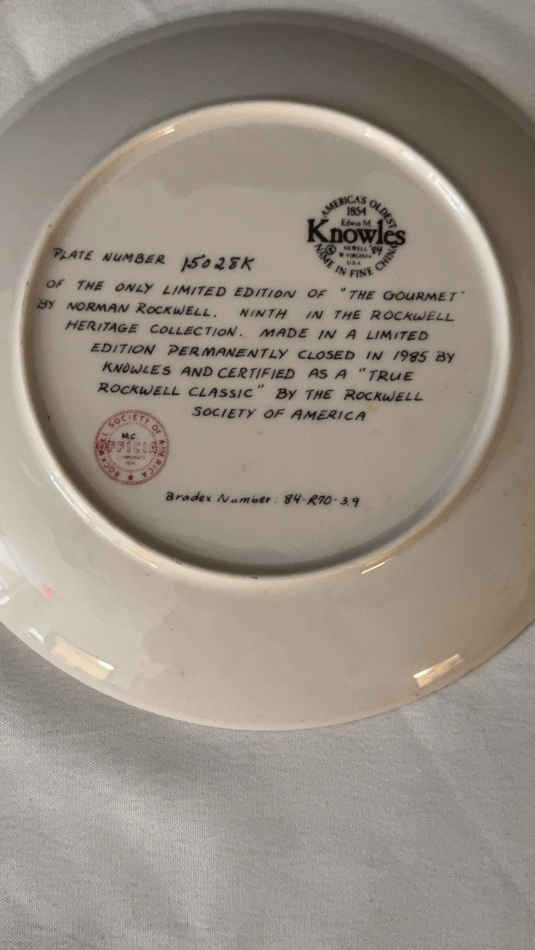 AMERICA'S OLDEST
1854
Edwin M.
Knowles
NEWELL
W. VIRGINIA
U.S.A.
NAME IN FINE CHINA
PLATE NUMBER 15028K
OF THE ONLY LIMITED EDITION OF "THE GOURMET"
BY NORMAN ROCKWELL. NINTH IN THE ROCKWELL
HERITAGE COLLECTION. MADE IN A LIMITED
EDITION PERMANENTLY CLOSED IN 1985 BY
KNOWLES AND CERTIFIED AS A "TRUE
ROCKWELL CLASSIC" BY THE ROCKWELL
SOCIETY OF AMERICA
ROCKWELL SOCIETY OF AMERICA
Bradex Number: 84-R70-3.9